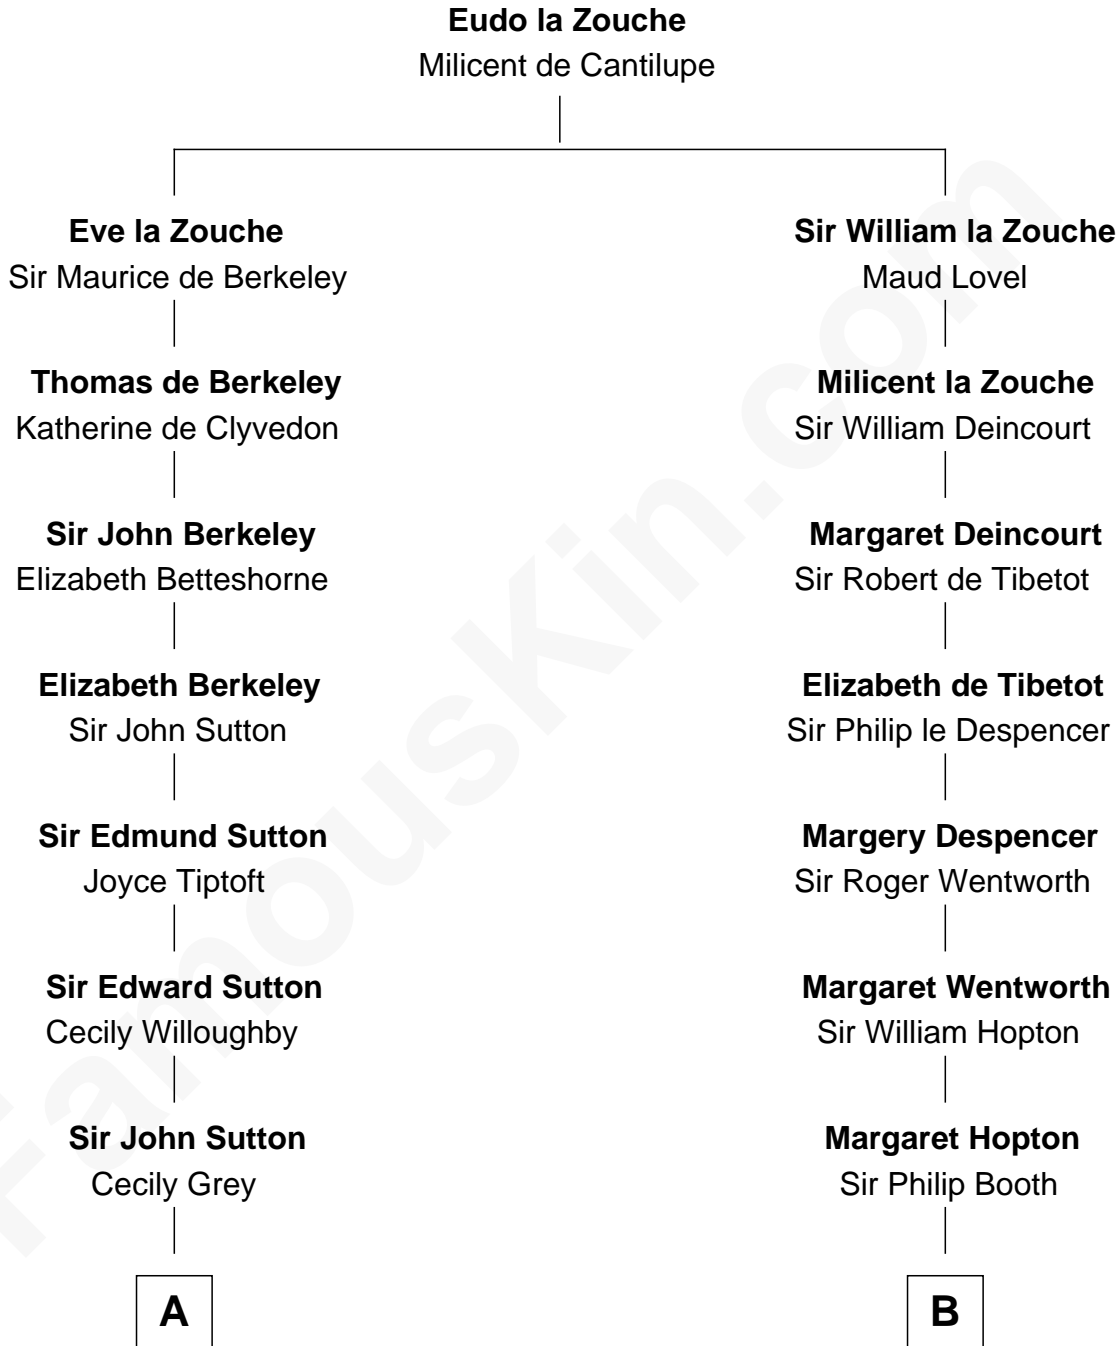 Eudo la Zouche
Milicent de Cantilupe
Eve la Zouche
Sir Maurice de Berkeley
Sir William la Zouche
Maud Lovel
Thomas de Berkeley
Katherine de Clyvedon
Milicent la Zouche
Sir William Deincourt
Sir John Berkeley
Elizabeth Betteshorne
Margaret Deincourt
Sir Robert de Tibetot
Elizabeth Berkeley
Sir John Sutton
Elizabeth de Tibetot
Sir Philip le Despencer
Sir Edmund Sutton
Joyce Tiptoft
Margery Despencer
Sir Roger Wentworth
Sir Edward Sutton
Cecily Willoughby
Margaret Wentworth
Sir William Hopton
Sir John Sutton
Cecily Grey
Margaret Hopton
Sir Philip Booth
A
B
FamousKin.com